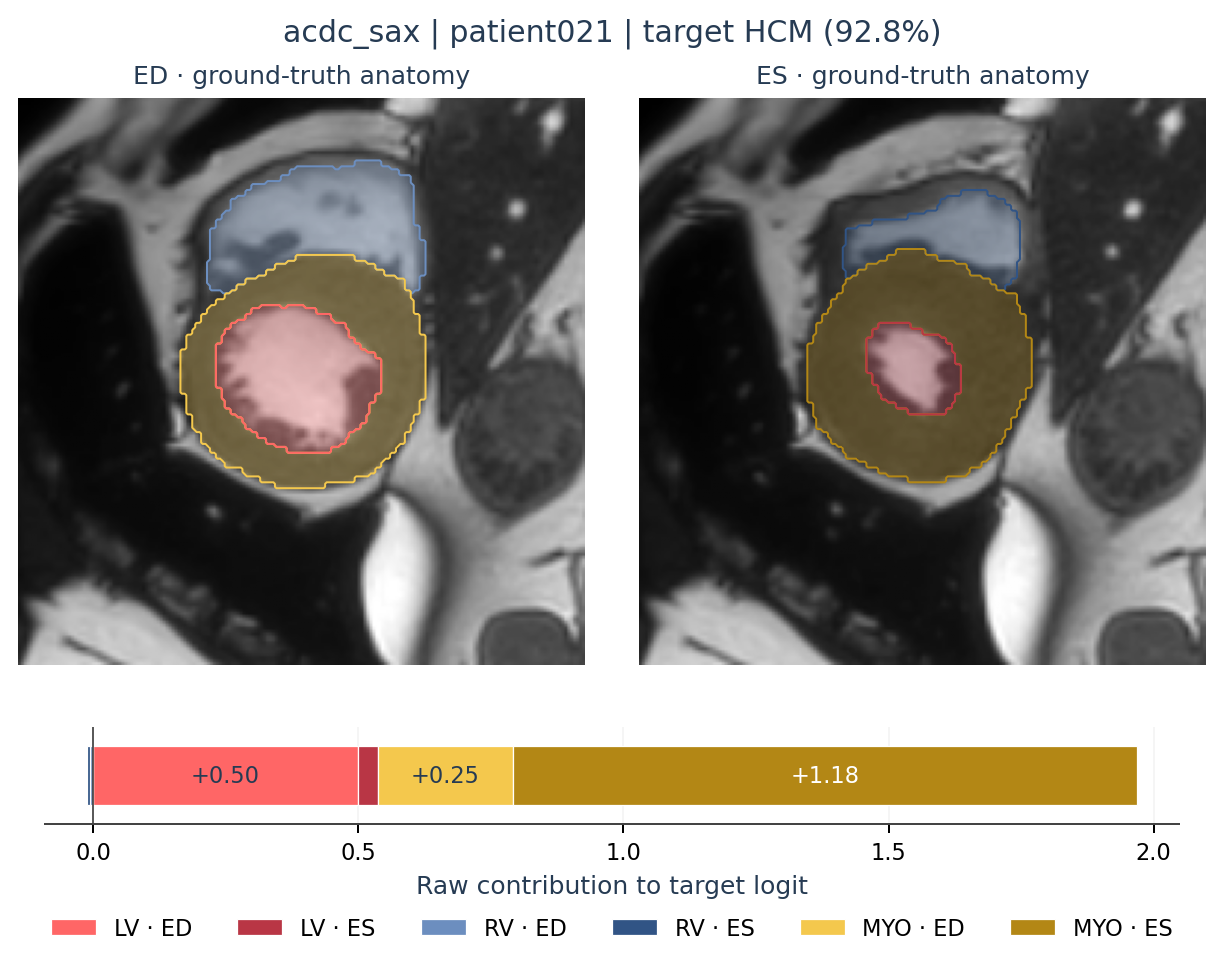 acdc_sax | patient021 | target HCM (92.8%)
ED · ground-truth anatomy
ES · ground-truth anatomy
+0.50
+0.25
+1.18
0.0
0.5
1.0
1.5
2.0
Raw contribution to target logit
LV · ED
LV · ES
RV · ED
RV · ES
MYO · ED
MYO · ES